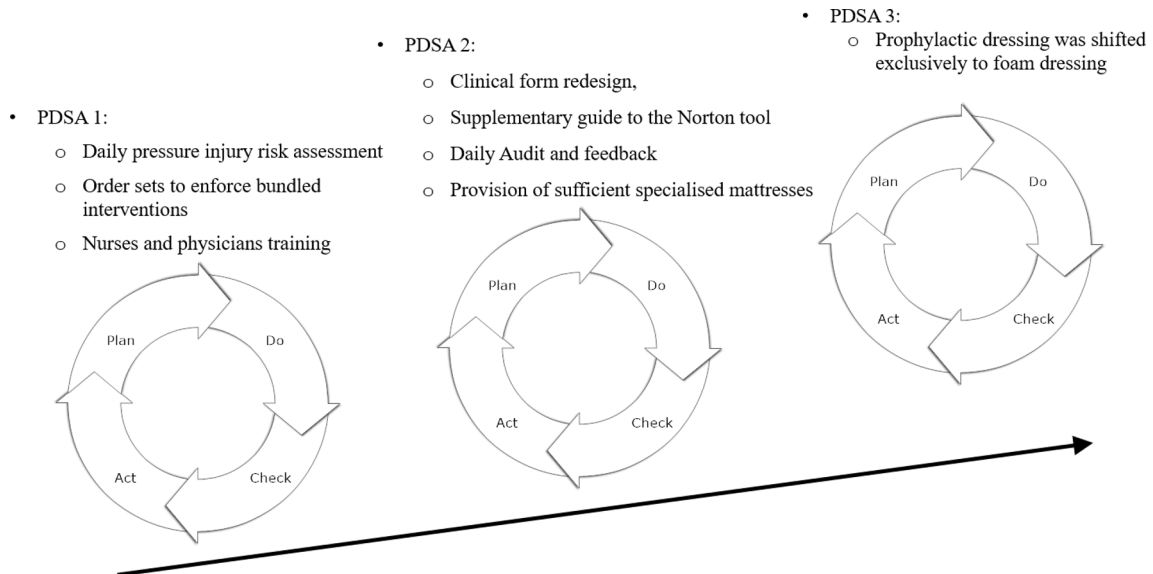 • PDSA 1:
o Daily pressure injury risk assessment
o Order sets to enforce bundled
interventions
o Nurses and physicians training
Plan
Do
Act
Check
• PDSA 2:
o Clinical form redesign,
o Supplementary guide to the Norton tool
o Daily Audit and feedback
o Provision of sufficient specialised mattresses
Plan
Do
Act
Check
• PDSA 3:
o Prophylactic dressing was shifted
exclusively to foam dressing
Plan
Do
Act
Check